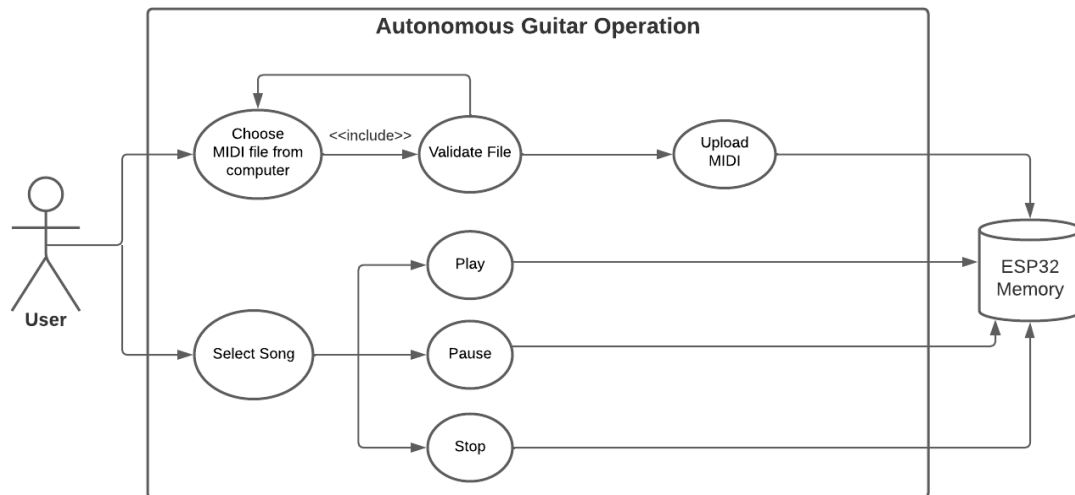 Autonomous Guitar Operation
Choose
MIDI file from
computer
<<include>>
Validate File
Upload
MIDI
User
Select Song
Play
Pause
Stop
ESP32
Memory